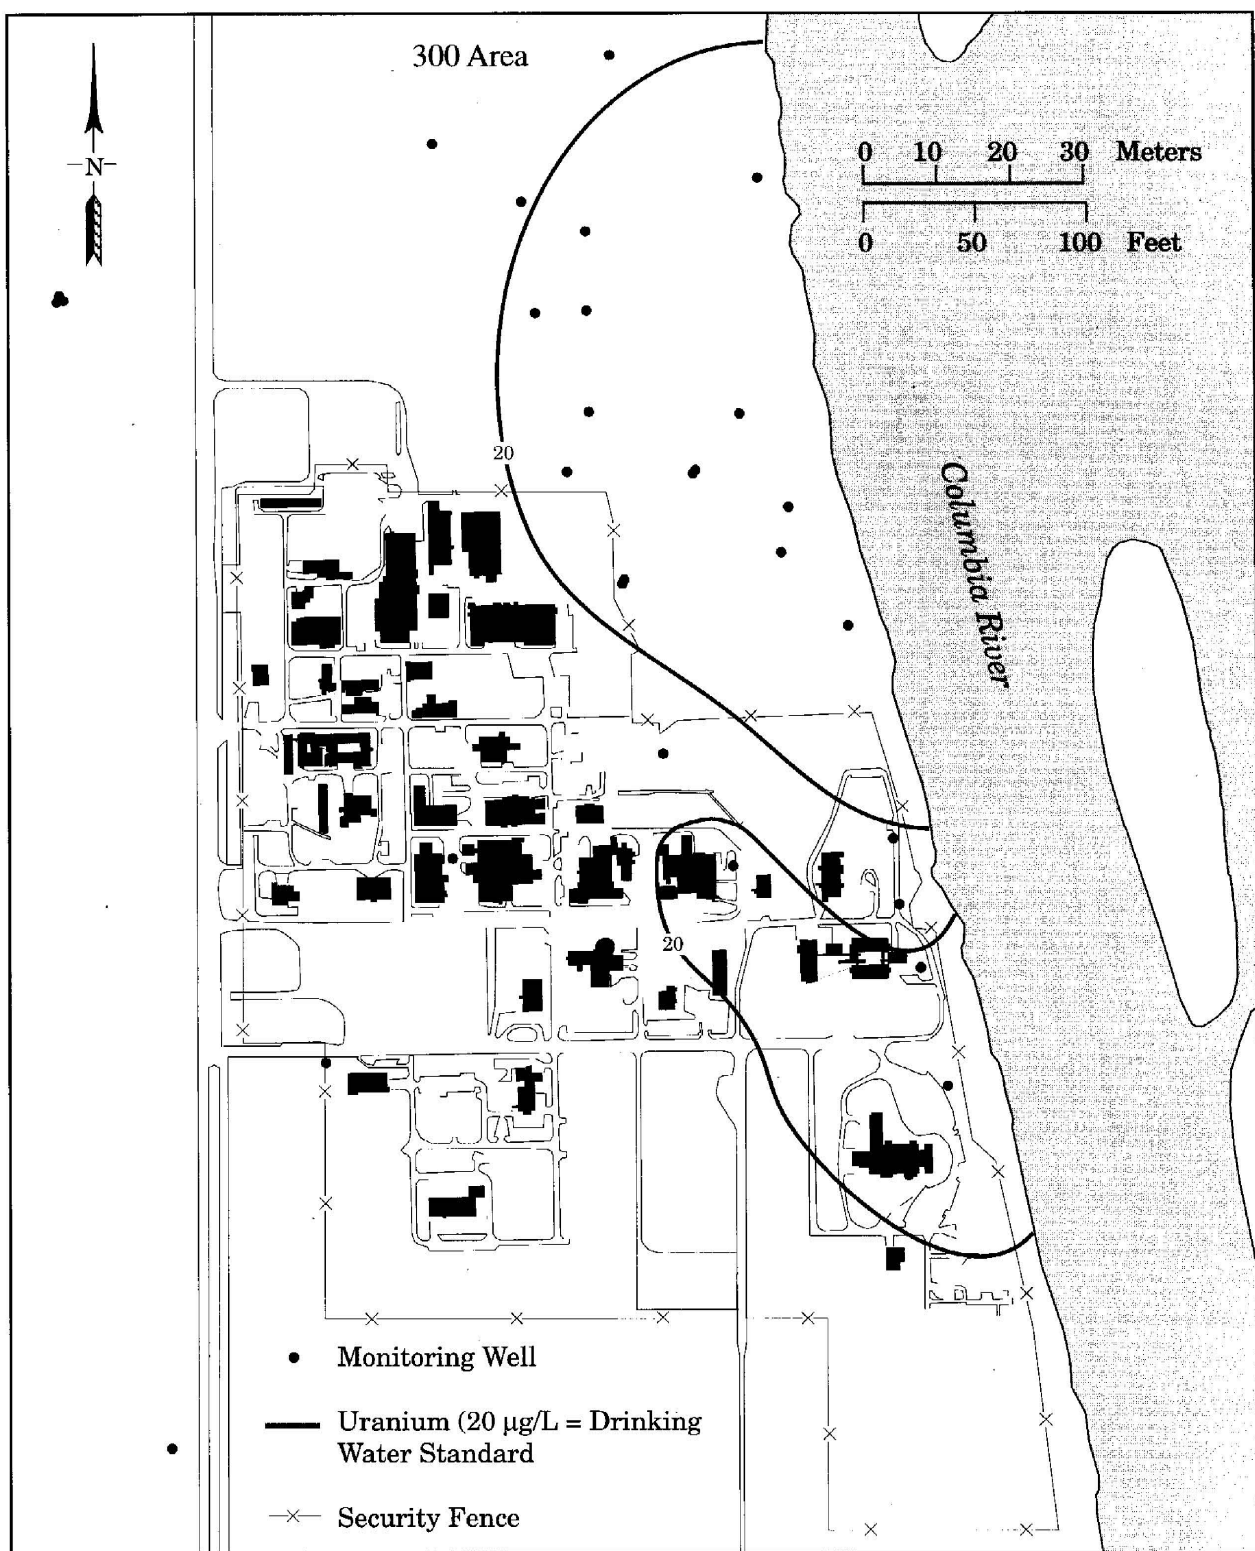 300 Area
N
0 10 20 30 Meters
0 50 100 Feet
20
Columbia River
20
Monitoring Well
Uranium (20 µg/L = Drinking
Water Standard
Security Fence